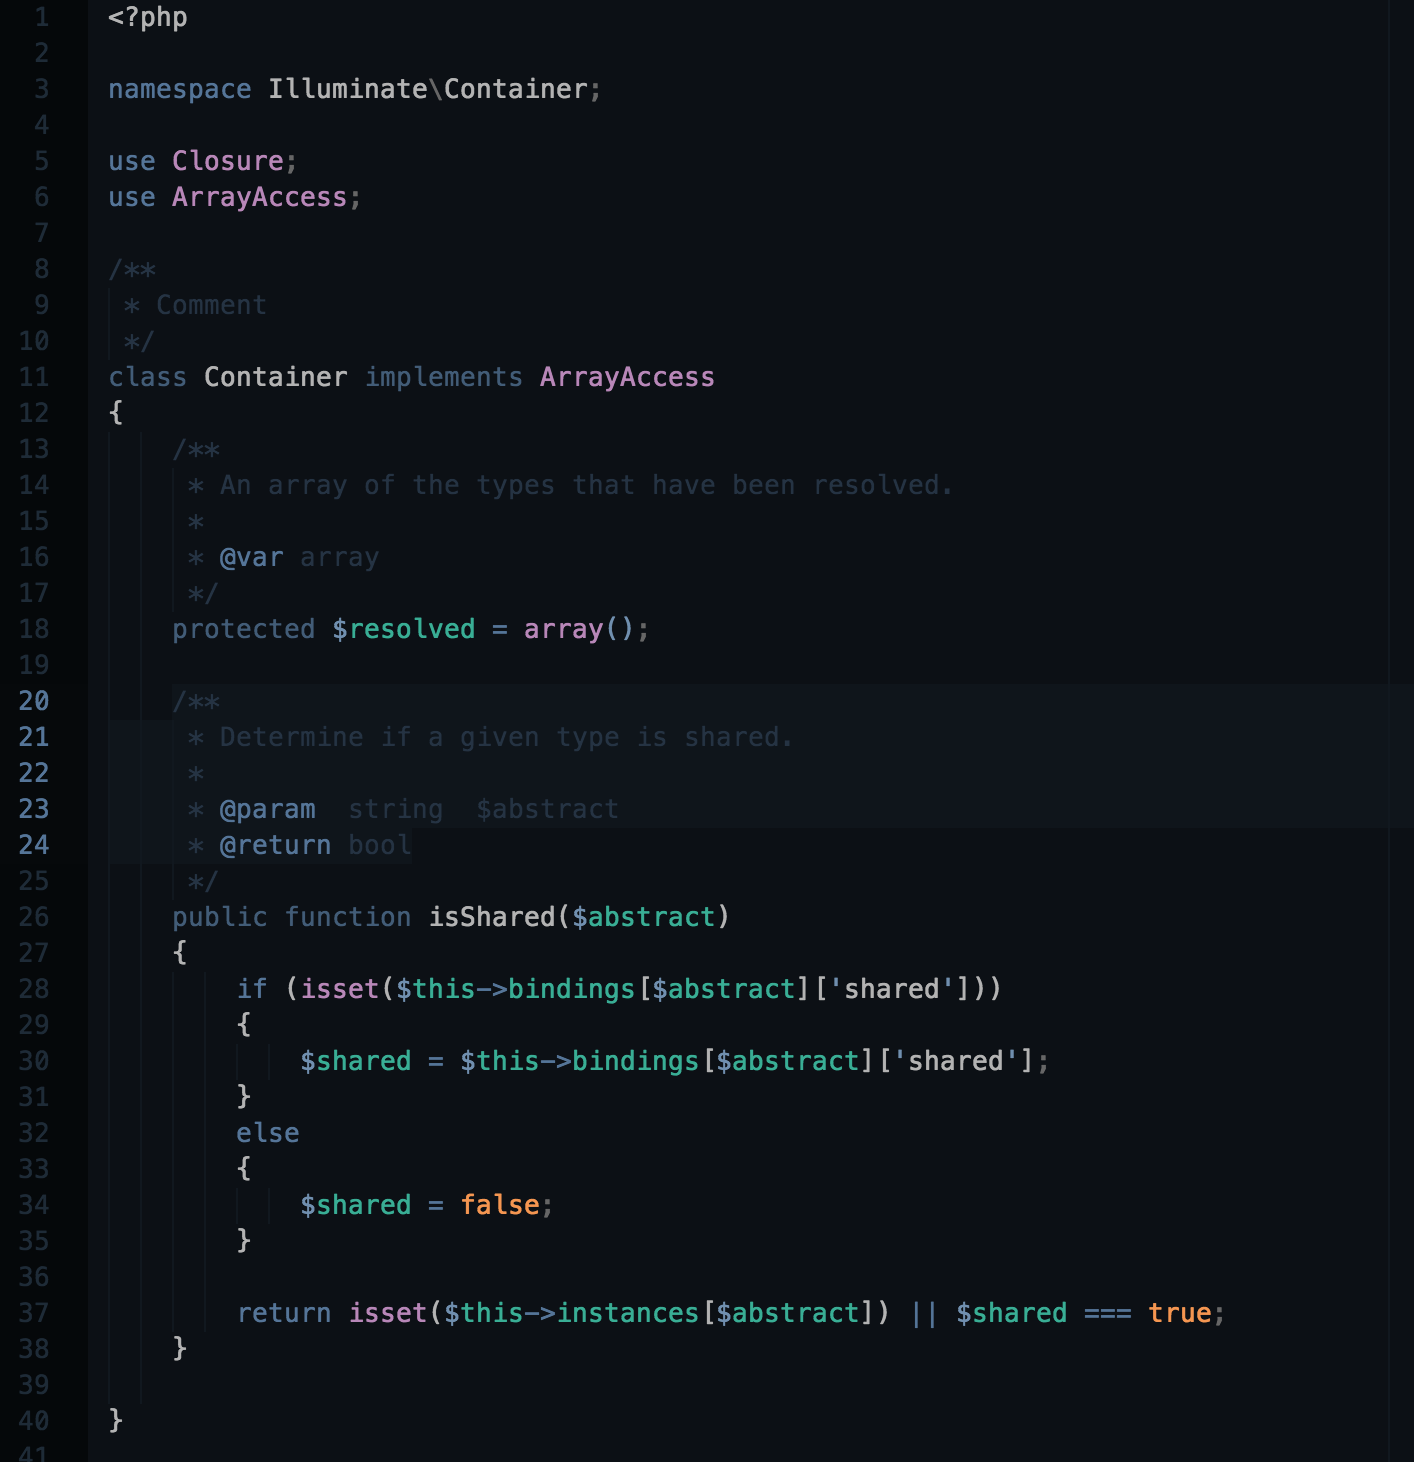 1 <?php
2
3 namespace Illuminate\Container;
4
5 use Closure;
6 use ArrayAccess;
7
8 /**
9  * Comment
10  */
11 class Container implements ArrayAccess
12 {
13     /**
14      * An array of the types that have been resolved.
15      *
16      * @var array
17      */
18     protected $resolved = array();
19
20     /**
21      * Determine if a given type is shared.
22      *
23      * @param  string  $abstract
24      * @return bool
25      */
26     public function isShared($abstract)
27     {
28         if (isset($this->bindings[$abstract]['shared']))
29         {
30             $shared = $this->bindings[$abstract]['shared'];
31         }
32         else
33         {
34             $shared = false;
35         }
36
37         return isset($this->instances[$abstract]) || $shared === true;
38     }
39
40 }
41